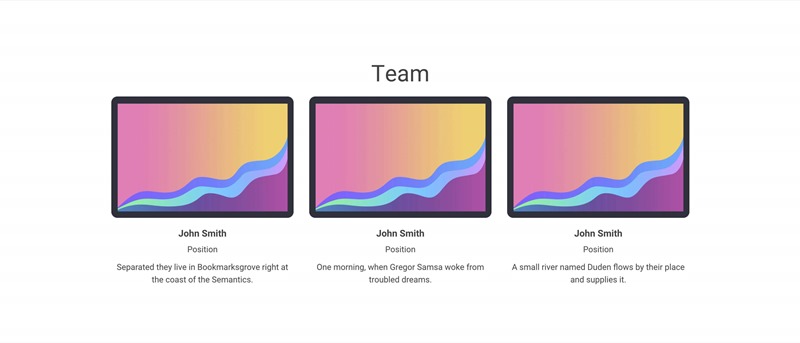 Team
John Smith
Position
Separated they live in Bookmarksgrove right at
the coast of the Semantics.
John Smith
Position
One morning, when Gregor Samsa woke from
troubled dreams.
John Smith
Position
A small river named Duden flows by their place
and supplies it.